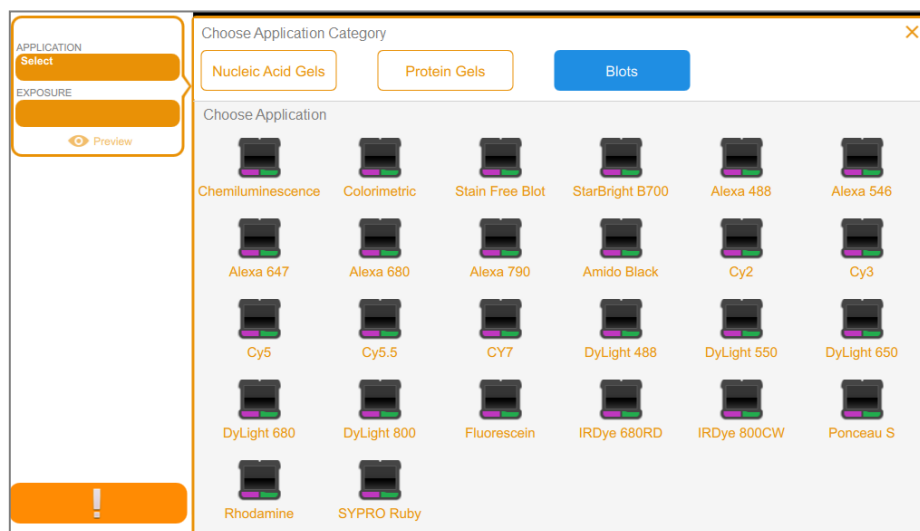 APPLICATION
Select
EXPOSURE
Preview
Choose Application Category
Nucleic Acid Gels Protein Gels Blots
Choose Application
Chemiluminescence Colorimetric Stain Free Blot StarBright B700 Alexa 488 Alexa 546
Alexa 647 Alexa 680 Alexa 790 Amido Black Cy2 Cy3
Cy5 Cy5.5 CY7 DyLight 488 DyLight 550 DyLight 650
DyLight 680 DyLight 800 Fluorescein IRDye 680RD IRDye 800CW Ponceau S
Rhodamine SYPRO Ruby
!